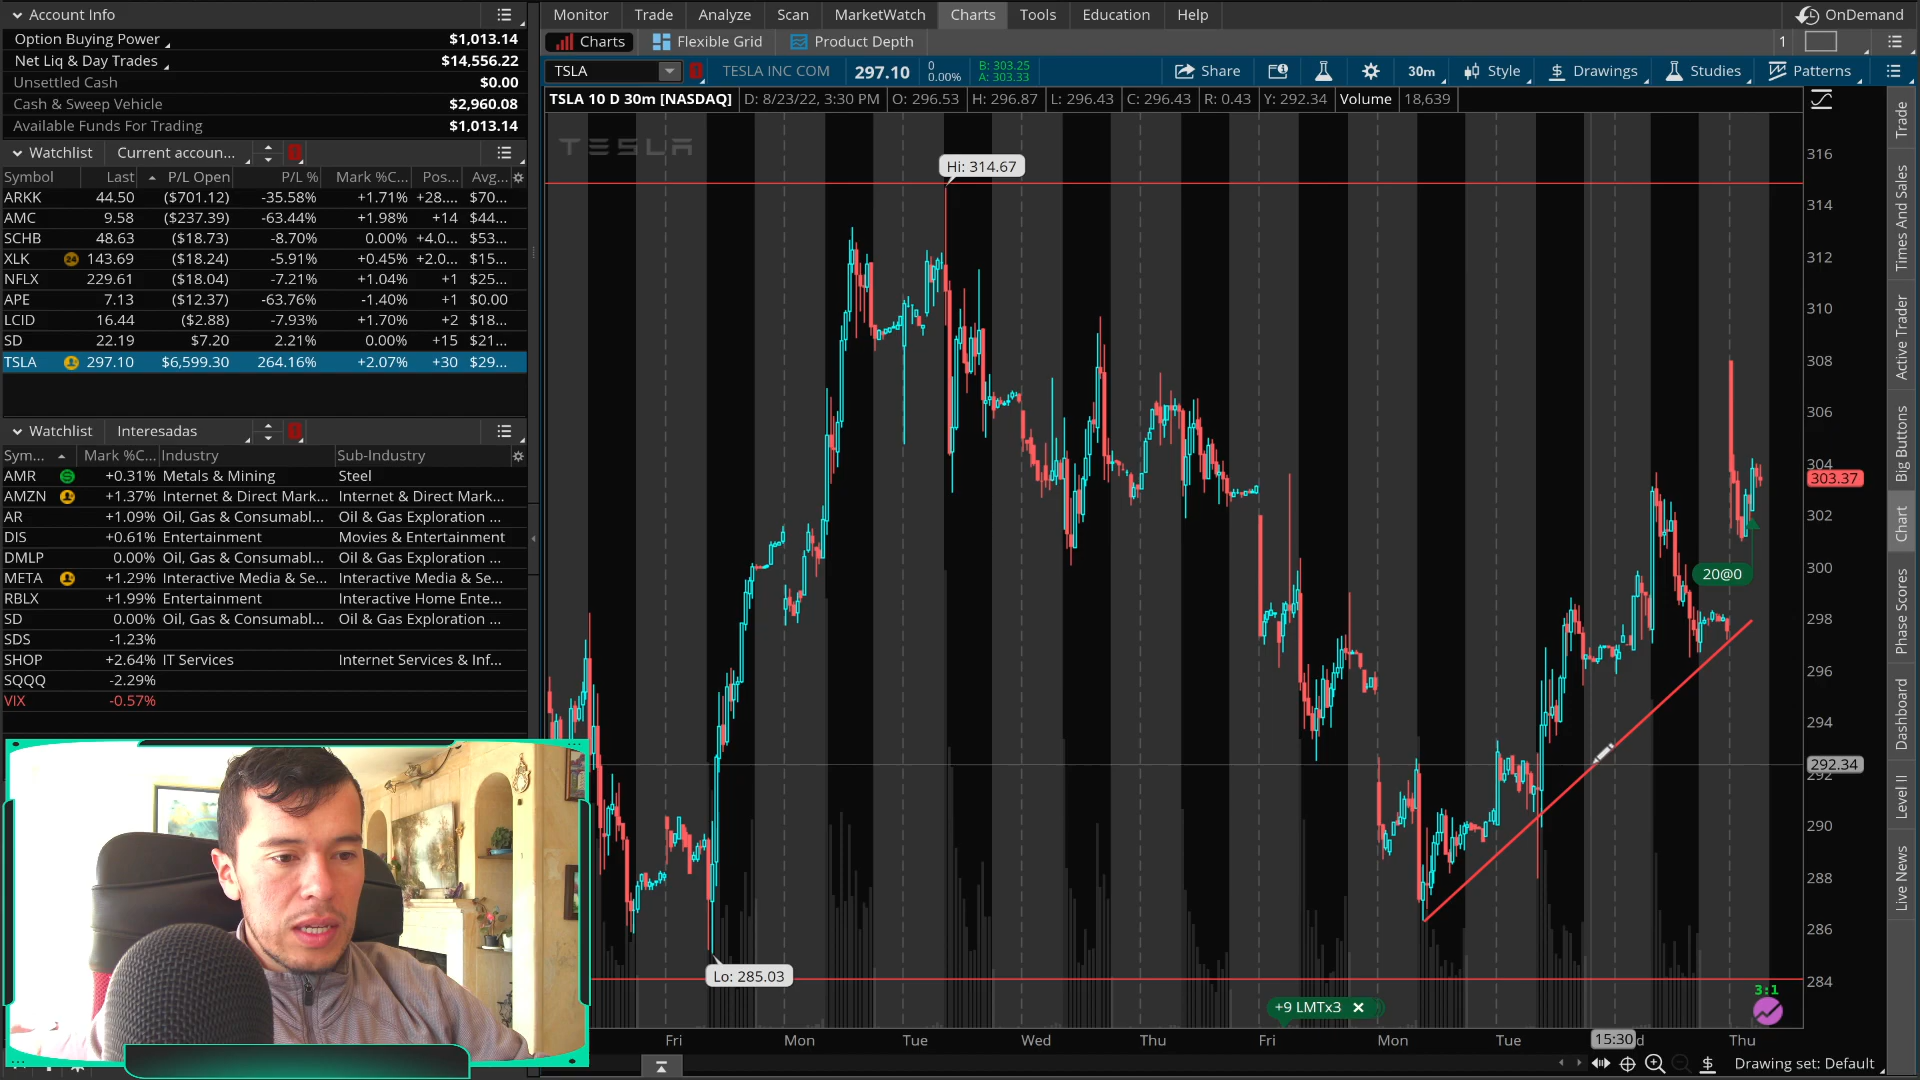 Account Info
Option Buying Power $1,013.14
Net Liq & Day Trades $14,556.22
Unsettled Cash $0.00
Cash & Sweep Vehicle $2,960.08
Available Funds For Trading $1,013.14
Watchlist Current accoun...
Symbol Last P/L Open P/L % Mark %C... Pos... Avg...
ARKK 44.50 ($701.12) -35.58% +1.71% +28.... $70...
AMC 9.58 ($237.39) -63.44% +1.98% +14 $44...
SCHB 48.63 ($18.73) -8.70% 0.00% +4.0... $53...
XLK 143.69 ($18.24) -5.91% +0.45% +2.0... $15...
NFLX 229.61 ($18.04) -7.21% +1.04% +1 $25...
APE 7.13 ($12.37) -63.76% -1.40% +1 $0.00
LCID 16.44 ($2.88) -7.93% +1.70% +2 $18...
SD 22.19 $7.20 2.21% 0.00% +15 $21...
TSLA 297.10 $6,599.30 264.16% +2.07% +30 $29...
Watchlist Interesadas
Sym... Mark %C... Industry Sub-Industry
AMR +0.31% Metals & Mining Steel
AMZN +1.37% Internet & Direct Mark... Internet & Direct Mark...
AR +1.09% Oil, Gas & Consumabl... Oil & Gas Exploration ...
DIS +0.61% Entertainment Movies & Entertainment
DMLP 0.00% Oil, Gas & Consumabl... Oil & Gas Exploration ...
META +1.29% Interactive Media & Se... Interactive Media & Se...
RBLX +1.99% Entertainment Interactive Home Ente...
SD 0.00% Oil, Gas & Consumabl... Oil & Gas Exploration ...
SDS -1.23%
SHOP +2.64% IT Services Internet Services & Inf...
SQQQ -2.29%
VIX -0.57%
Monitor Trade Analyze Scan MarketWatch Charts Tools Education Help OnDemand
Charts Flexible Grid Product Depth 1
TSLA TESLA INC COM 297.10 0 0.00% B: 303.25 A: 303.33 Share 30m Style Drawings Studies Patterns
TSLA 10 D 30m [NASDAQ] D: 8/23/22, 3:30 PM O: 296.53 H: 296.87 L: 296.43 C: 296.43 R: 0.43 Y: 292.34 Volume 18,639
TESLA
Hi: 314.67
Lo: 285.03
20@0
+9 LMTx3
3:1
316
314
312
310
308
306
304
303.37
302
300
298
296
294
292.34
292
290
288
286
284
Fri Mon Tue Wed Thu Fri Mon Tue 15:30 d Thu
Drawing set: Default
Trade
Times And Sales
Active Trader
Big Buttons
Chart
Phase Scores
Dashboard
Level II
Live News